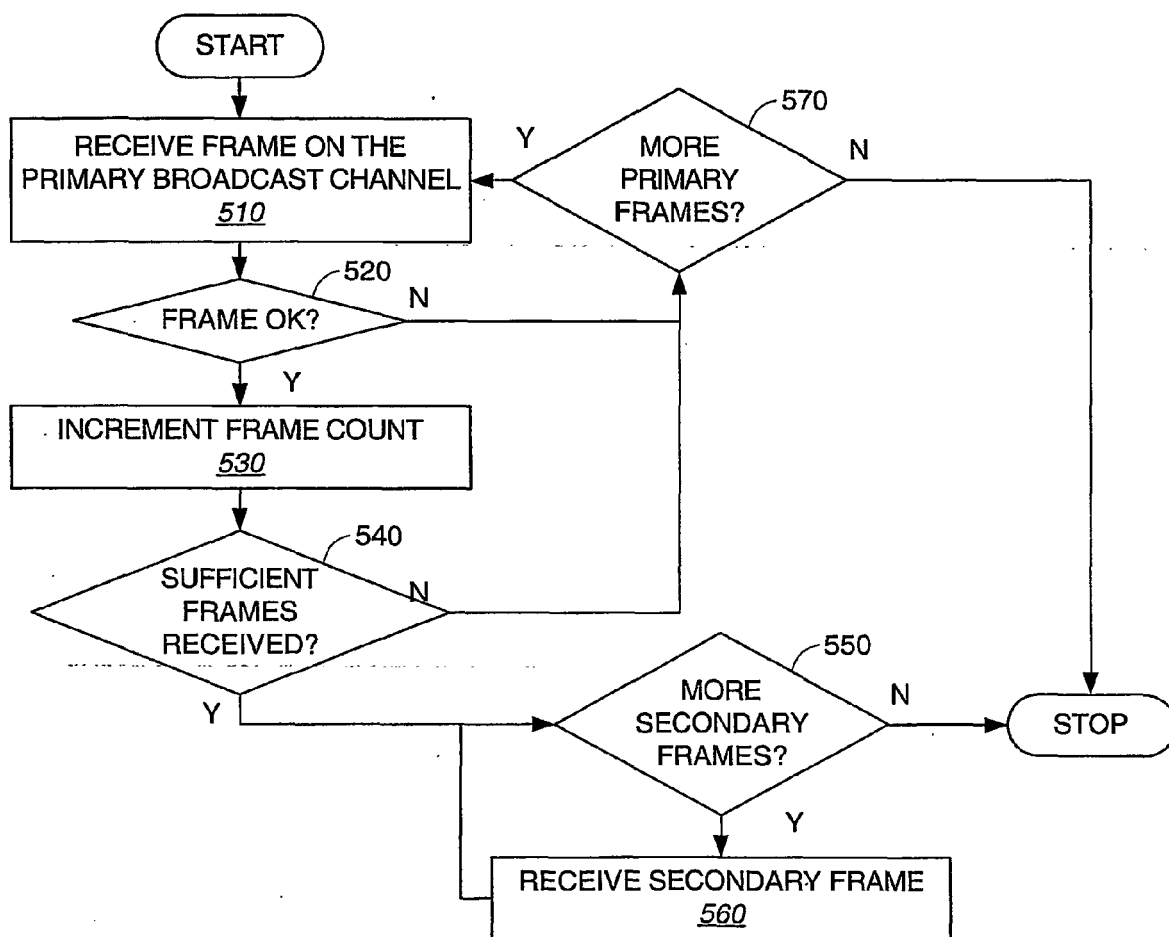 START
RECEIVE FRAME ON THE
PRIMARY BROADCAST CHANNEL
510
Y
MORE
PRIMARY
FRAMES?
570
N
520
FRAME OK?
N
Y
INCREMENT FRAME COUNT
530
540
SUFFICIENT
FRAMES
RECEIVED?
N
Y
550
MORE
SECONDARY
FRAMES?
N
STOP
Y
RECEIVE SECONDARY FRAME
560